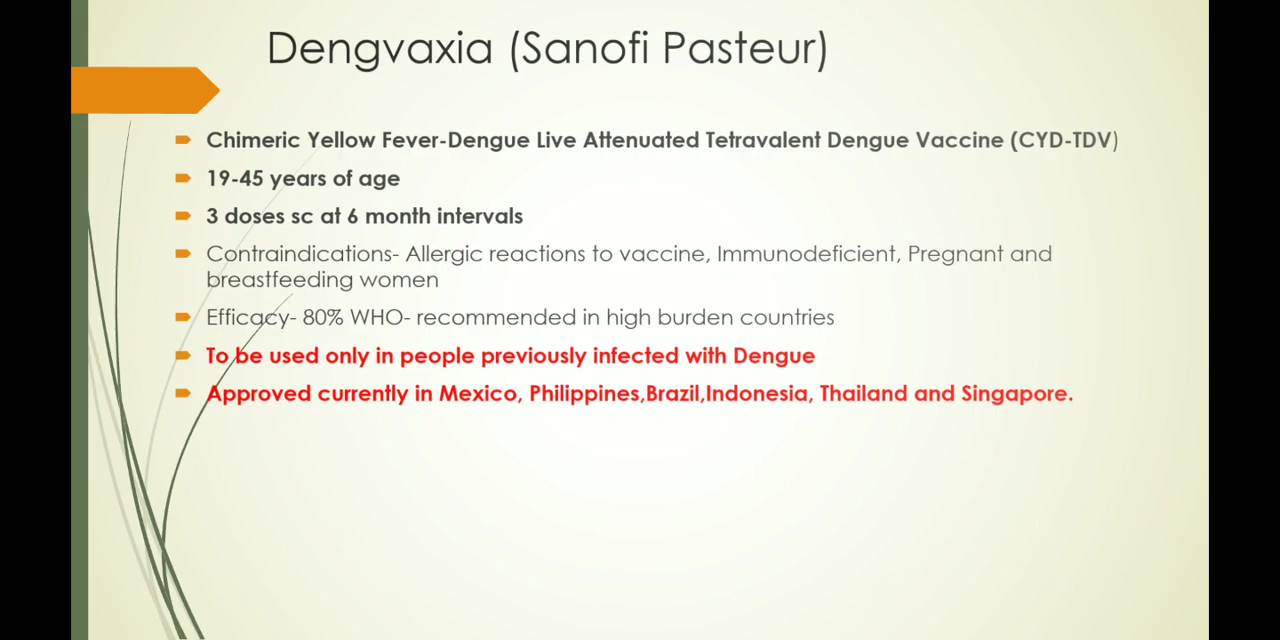 Dengvaxia (Sanofi Pasteur)
Chimeric Yellow Fever-Dengue Live Attenuated Tetravalent Dengue Vaccine (CYD-TDV)
19-45 years of age
3 doses sc at 6 month intervals
Contraindications- Allergic reactions to vaccine, Immunodeficient, Pregnant and
breastfeeding women
Efficacy- 80% WHO- recommended in high burden countries
To be used only in people previously infected with Dengue
Approved currently in Mexico, Philippines,Brazil,Indonesia, Thailand and Singapore.